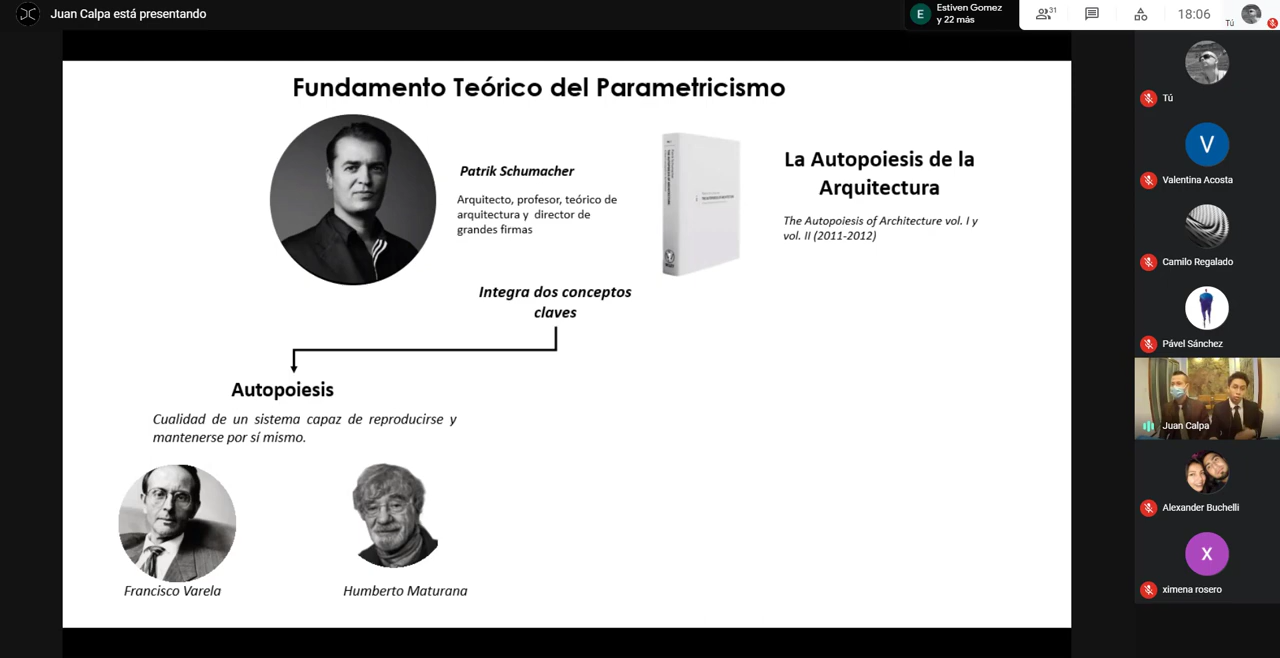 Juan Calpa está presentando
E
Estiven Gomez
y 22 más
31
18:06
Tú
Fundamento Teórico del Parametricismo
Patrik Schumacher
Arquitecto, profesor, teórico de
arquitectura y director de
grandes firmas
La Autopoiesis de la
Arquitectura
The Autopoiesis of Architecture vol. I y
vol. II (2011-2012)
Integra dos conceptos
claves
Autopoiesis
Cualidad de un sistema capaz de reproducirse y
mantenerse por sí mismo.
Francisco Varela
Humberto Maturana
Tú
V
Valentina Acosta
Camilo Regalado
Pável Sánchez
Juan Calpa
Alexander Buchelli
X
ximena rosero